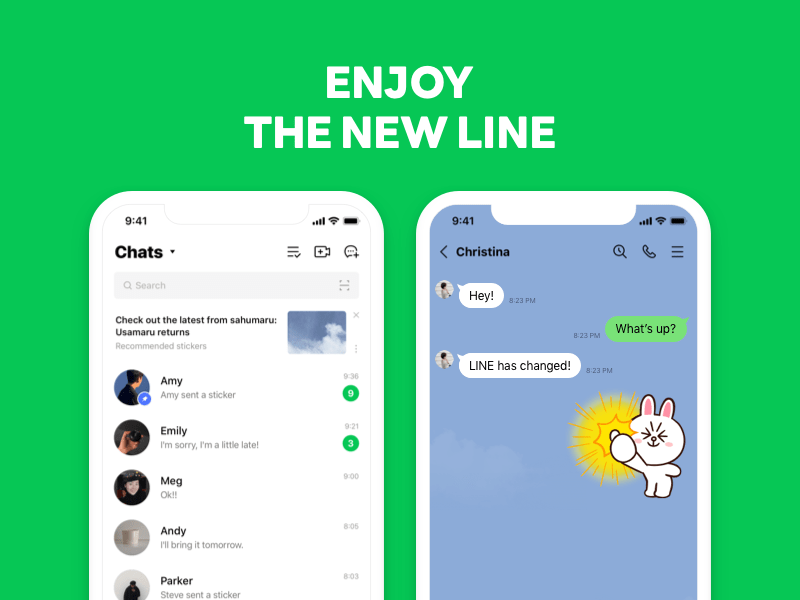 ENJOY
THE NEW LINE
9:41
Chats
Search
Check out the latest from sahumaru:
Usamaru returns
Recommended stickers
Amy
Amy sent a sticker
9:36
9
Emily
I'm sorry, I'm a little late!
9:21
3
Meg
Ok!!
9:00
Andy
I'll bring it tomorrow.
8:05
Parker
Steve sent a sticker
8:03
9:41
Christina
Hey!
8:23 PM
What's up?
8:23 PM
LINE has changed!
8:23 PM